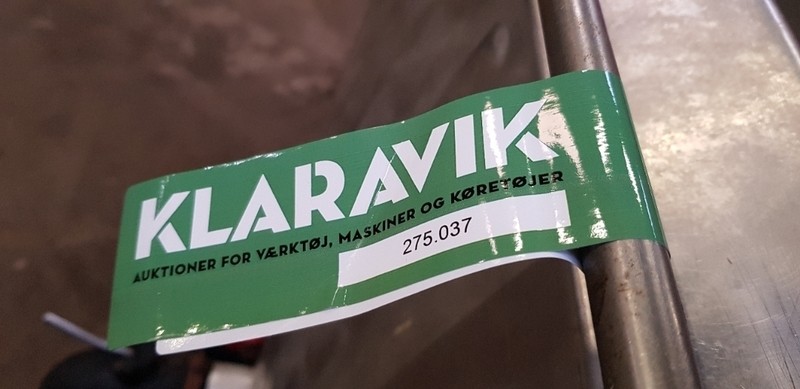 KLARAVIK
AUKTIONER FOR VÆRKTØJ, MASKINER OG KØRETØJER
275.037